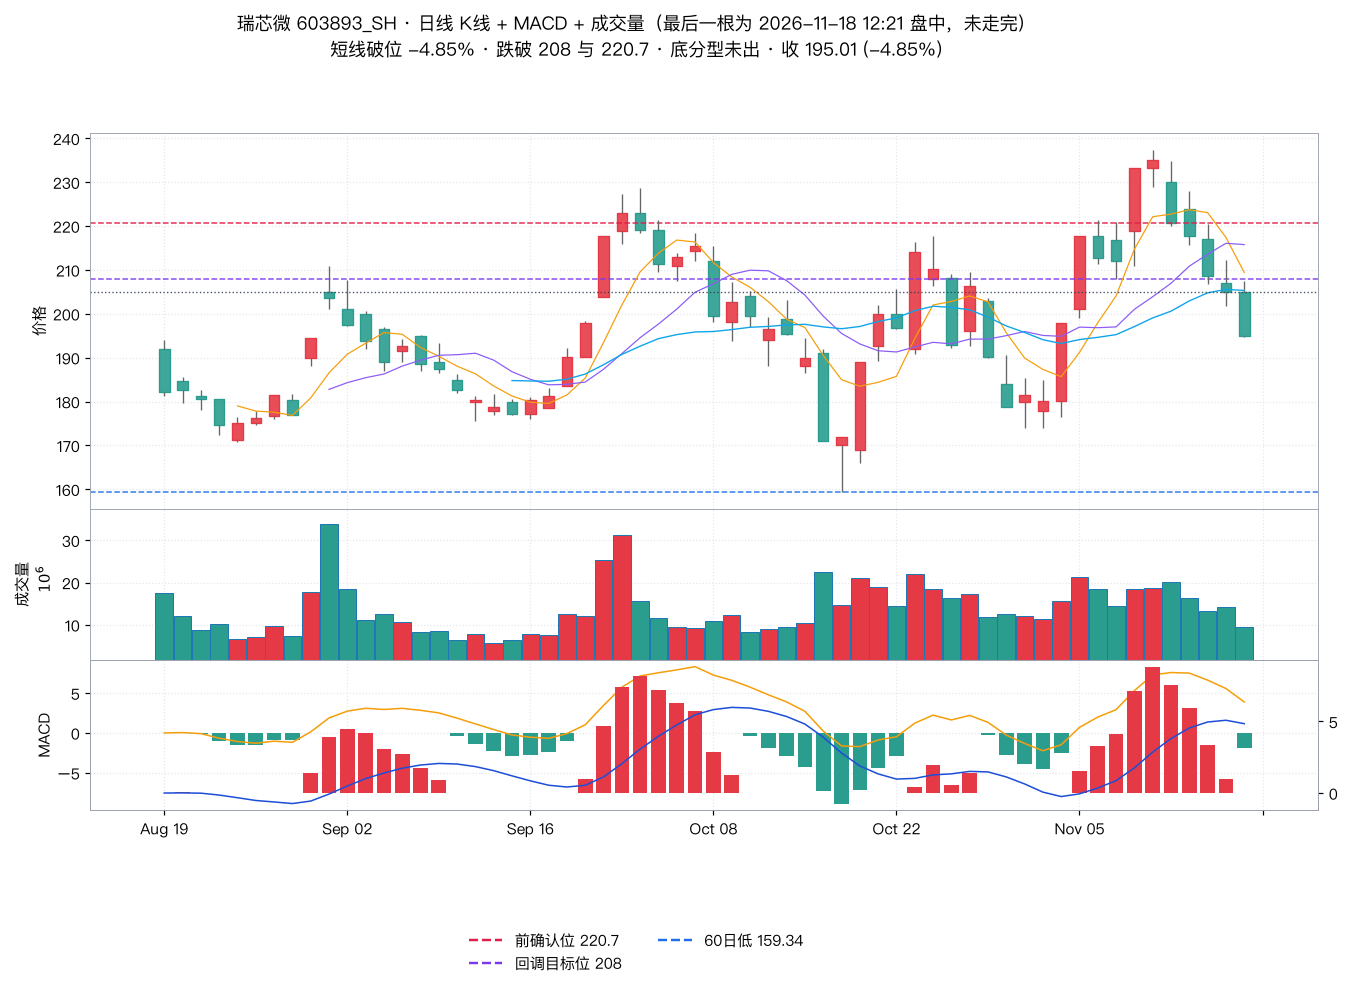 瑞芯微 603893_SH · 日线 K线 + MACD + 成交量（最后一根为 2026-11-18 12:21 盘中，未走完）
短线破位 -4.85% · 跌破 208 与 220.7 · 底分型未出 · 收 195.01 (-4.85%)
240
230
220
210
200
190
180
170
160
价格
30
20
10
成交量
10⁶
5
0
-5
MACD
5
0
Aug 19
Sep 02
Sep 16
Oct 08
Oct 22
Nov 05
前确认位 220.7
60日低 159.34
回调目标位 208